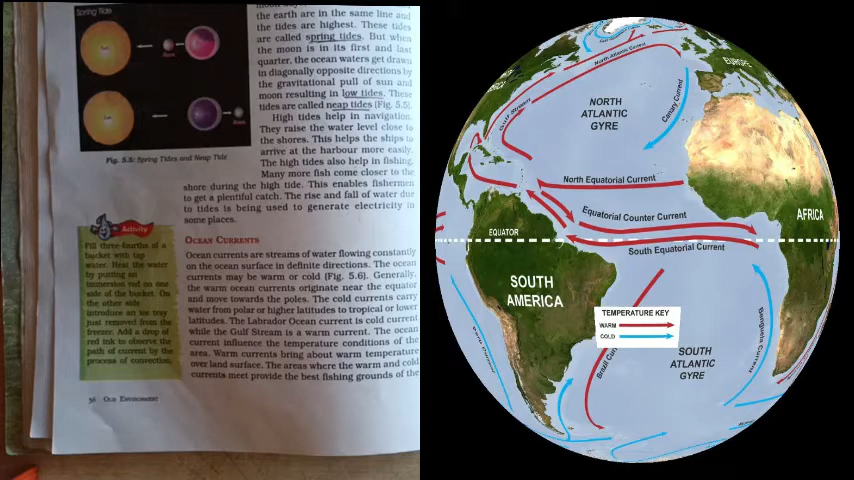 Spring Tide
the earth are in the same line and
the tides are highest. These tides
are called spring tides. But when
the moon is in its first and last
quarter, the ocean waters get drawn
in diagonally opposite directions by
the gravitational pull of sun and
moon resulting in low tides. These
tides are called neap tides (Fig. 5.5).
High tides help in navigation.
They raise the water level close to
the shores. This helps the ships to
arrive at the harbour more easily.
The high tides also help in fishing.
Many more fish come closer to the
shore during the high tide. This enables fishermen
to get a plentiful catch. The rise and fall of water due
to tides is being used to generate electricity in
some places.
Fig. 5.5: Spring Tides and Neap Tide
Activity
Fill three-fourths of a
bucket with tap
water. Heat the water
by putting an
immersion rod on one
side of the bucket. On
the other side
introduce an ice tray
just removed from the
freezer. Add a drop of
red ink to observe the
path of current by the
process of convection.
OCEAN CURRENTS
Ocean currents are streams of water flowing constantly
on the ocean surface in definite directions. The ocean
currents may be warm or cold (Fig. 5.6). Generally,
the warm ocean currents originate near the equator
and move towards the poles. The cold currents carry
water from polar or higher latitudes to tropical or lower
latitudes. The Labrador Ocean current is cold current
while the Gulf Stream is a warm current. The ocean
current influence the temperature conditions of the
area. Warm currents bring about warm temperature
over land surface. The areas where the warm and cold
currents meet provide the best fishing grounds of the
36 OUR ENVIRONMENT
North Atlantic Current
EUROPE
Gulf Stream
NORTH
ATLANTIC
GYRE
Canary Current
North Equatorial Current
Equatorial Counter Current
AFRICA
EQUATOR
South Equatorial Current
SOUTH
AMERICA
TEMPERATURE KEY
WARM
COLD
Brazil Cur
SOUTH
ATLANTIC
GYRE
Benguela Current